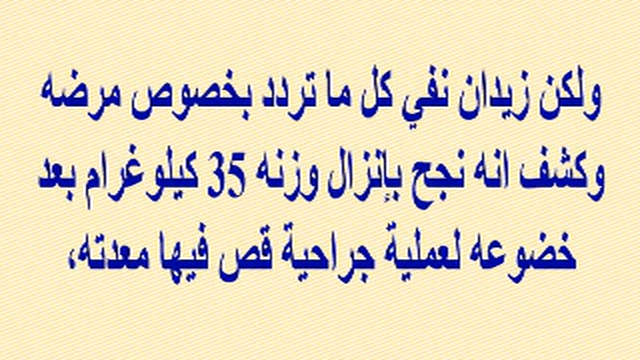 ولكن زيدان نفي كل ما تردد بخصوص مرضه
وكشف انه نجح بإنزال وزنه 35 كيلوغرام بعد
خضوعه لعملية جراحية قص فيها معدته،